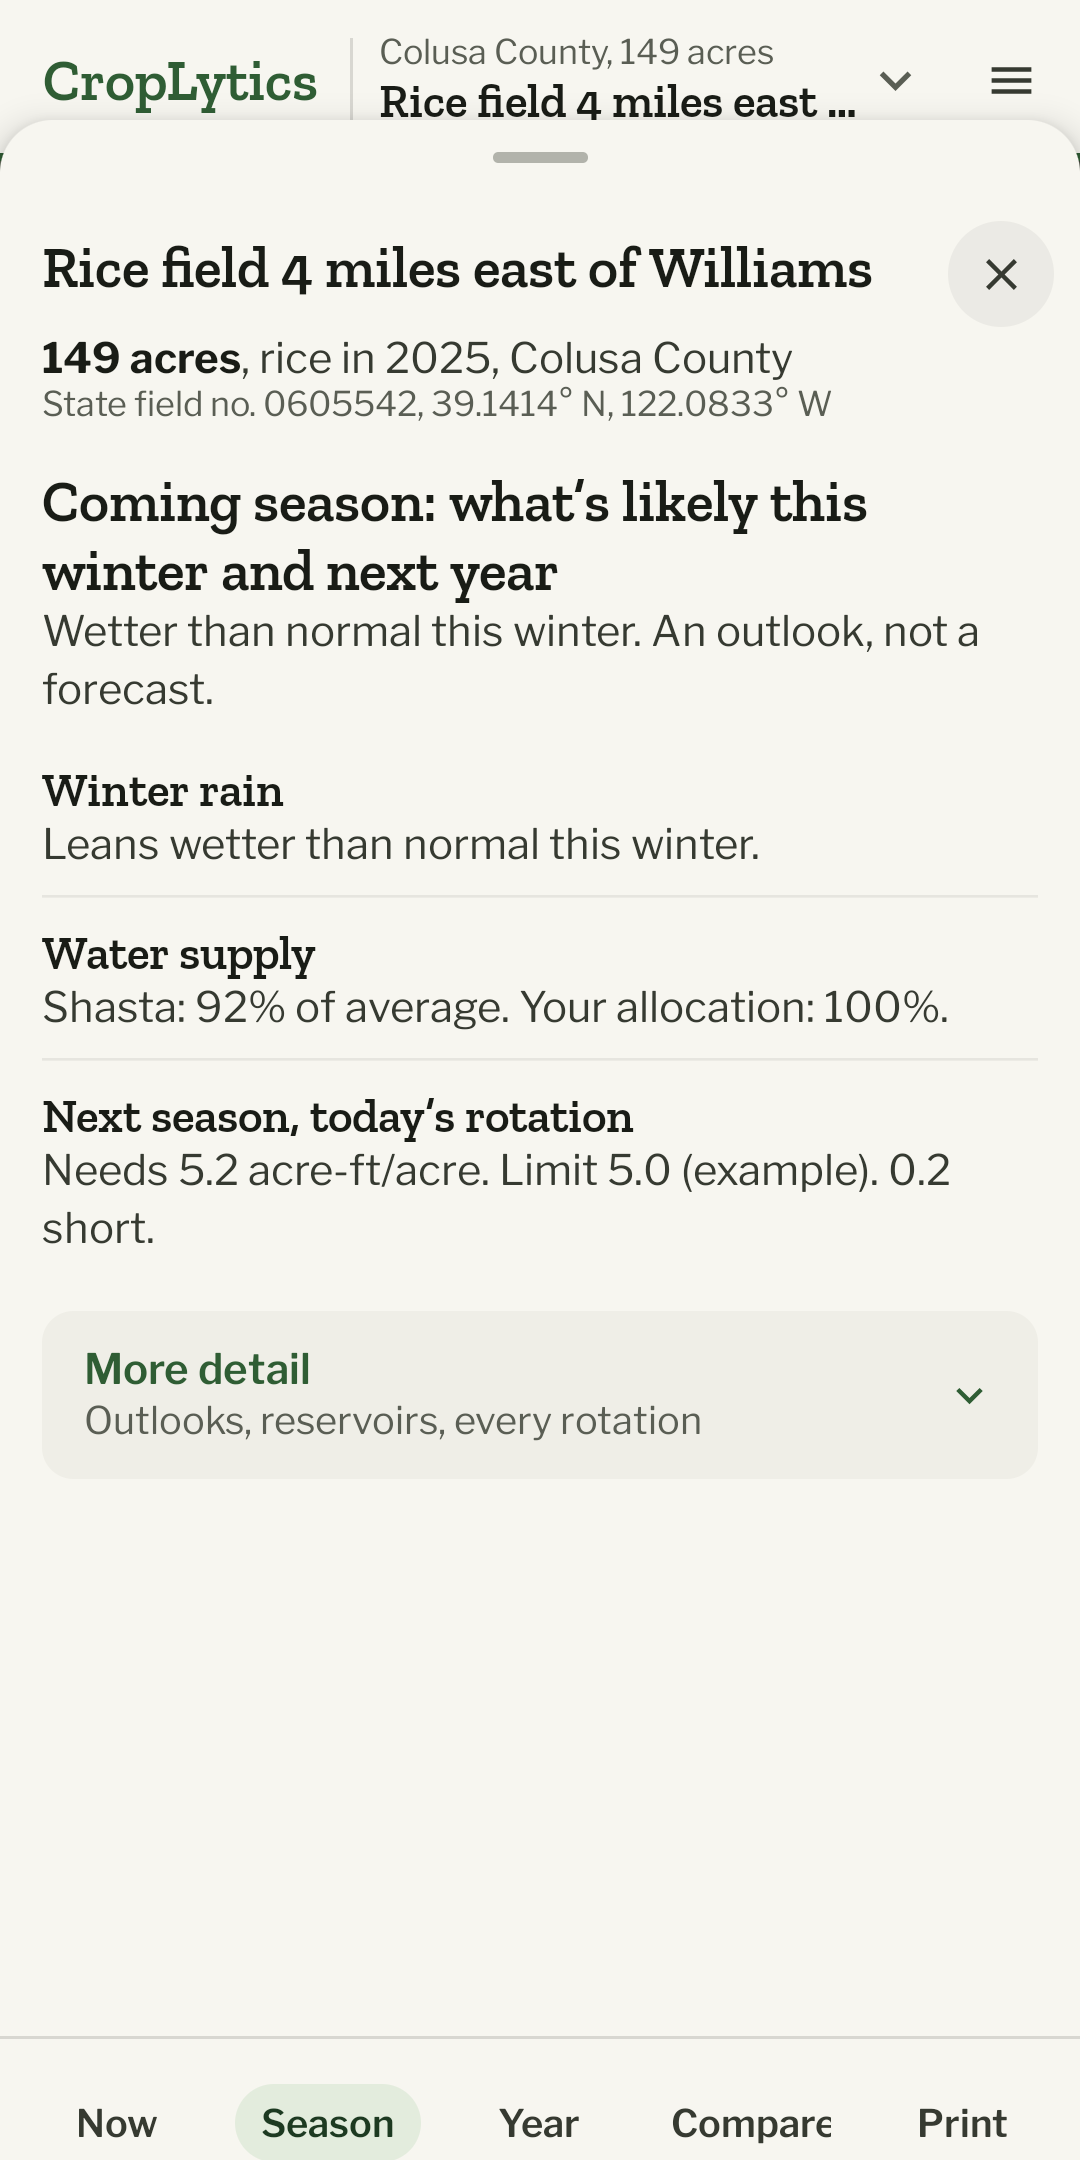 CropLytics
Colusa County, 149 acres
Rice field 4 miles east ...
Rice field 4 miles east of Williams
149 acres, rice in 2025, Colusa County
State field no. 0605542, 39.1414° N, 122.0833° W
Coming season: what’s likely this
winter and next year
Wetter than normal this winter. An outlook, not a
forecast.
Winter rain
Leans wetter than normal this winter.
Water supply
Shasta: 92% of average. Your allocation: 100%.
Next season, today’s rotation
Needs 5.2 acre-ft/acre. Limit 5.0 (example). 0.2
short.
More detail
Outlooks, reservoirs, every rotation
Now
Season
Year
Compare
Print